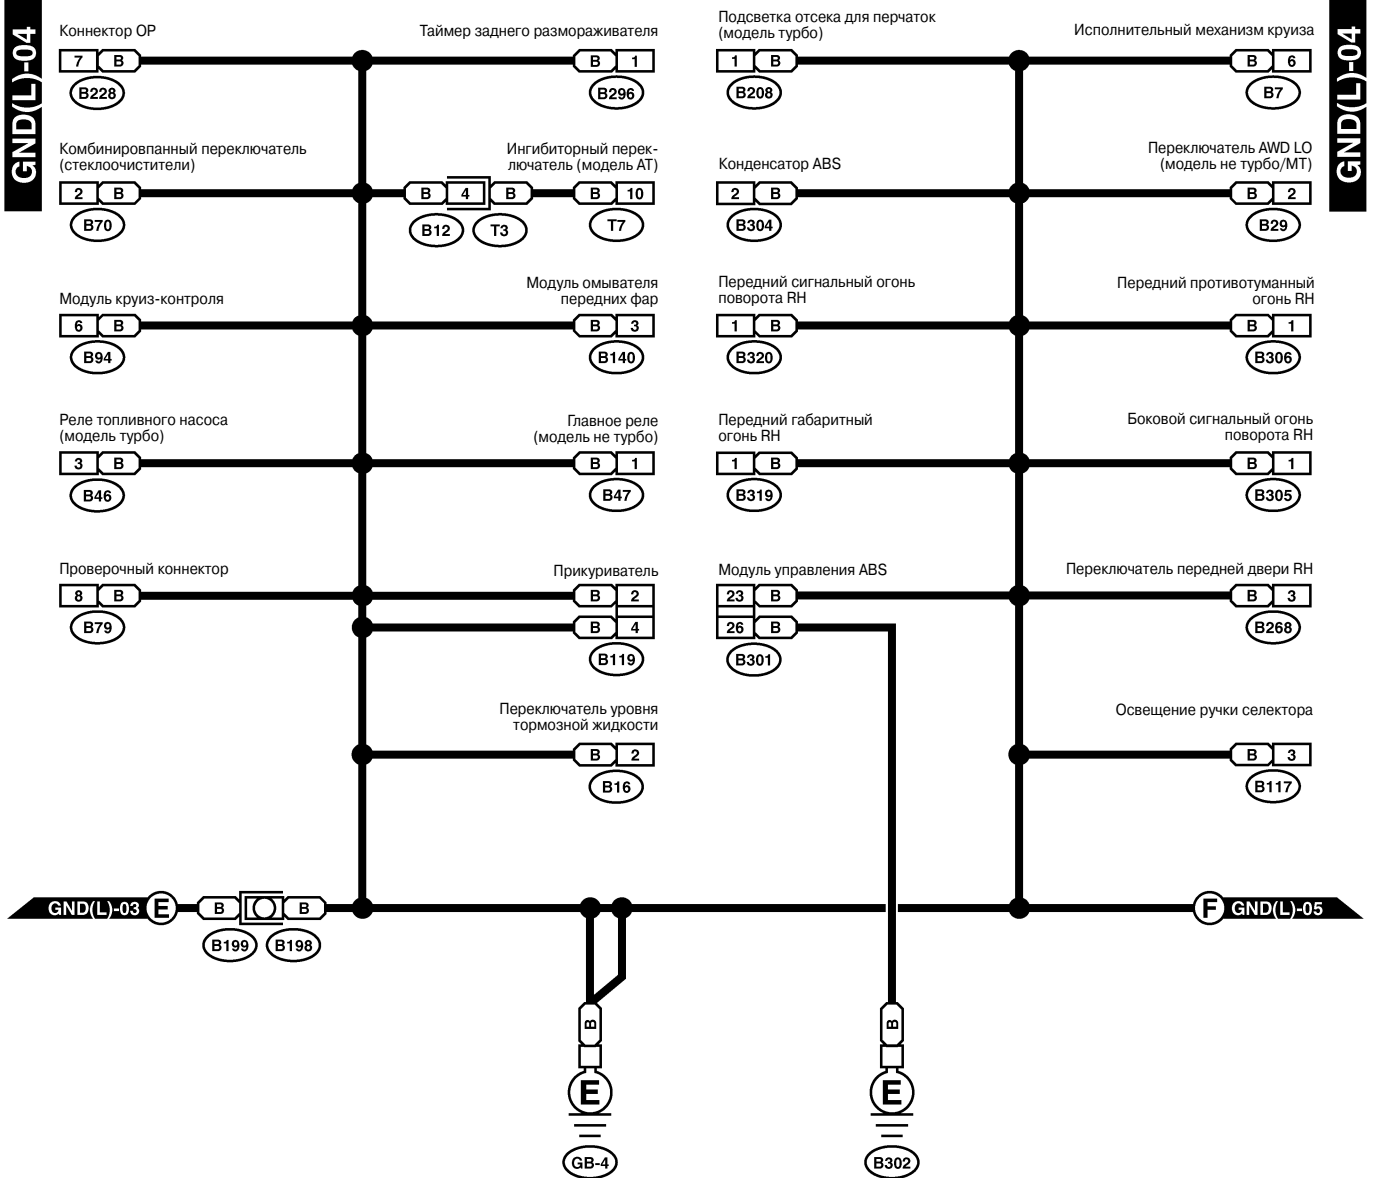 GND(L)-04
Коннектор OP
7 B
B228
Таймер заднего размораживателя
B 1
B296
Подсветка отсека для перчаток
(модель турбо)
1 B
B208
Исполнительный механизм круиза
B 6
B7
GND(L)-04
Комбинировпанный переключатель
(стеклоочистители)
2 B
B70
B 4 B
B12 T3
Ингибиторный перек-
лючатель (модель AT)
B 10
T7
Конденсатор ABS
2 B
B304
Переключатель AWD LO
(модель не турбо/MT)
B 2
B29
Модуль круиз-контроля
6 B
B94
Модуль омывателя
передних фар
B 3
B140
Передний сигнальный огонь
поворота RH
1 B
B320
Передний противотуманный
огонь RH
B 1
B306
Реле топливного насоса
(модель турбо)
3 B
B46
Главное реле
(модель не турбо)
B 1
B47
Передний габаритный
огонь RH
1 B
B319
Боковой сигнальный огонь
поворота RH
B 1
B305
Проверочный коннектор
8 B
B79
Прикуриватель
B 2
B 4
B119
Модуль управления ABS
23 B
26 B
B301
Переключатель передней двери RH
B 3
B268
Переключатель уровня
тормозной жидкости
B 2
B16
Освещение ручки селектора
B 3
B117
GND(L)-03 E B B
B199 B198
F GND(L)-05
B
E
GB-4
B
E
B302